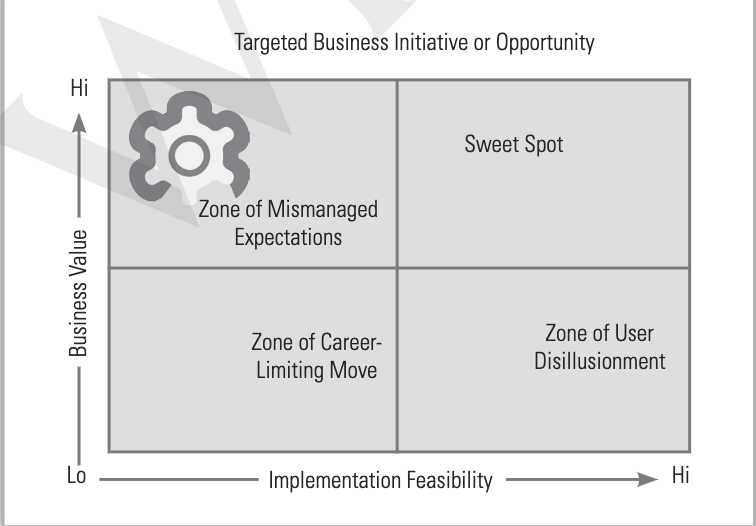 Targeted Business Initiative or Opportunity
Hi
Sweet Spot
Zone of Mismanaged
Expectations
Business Value
Zone of Career-
Limiting Move
Zone of User
Disillusionment
Lo
Implementation Feasibility
Hi